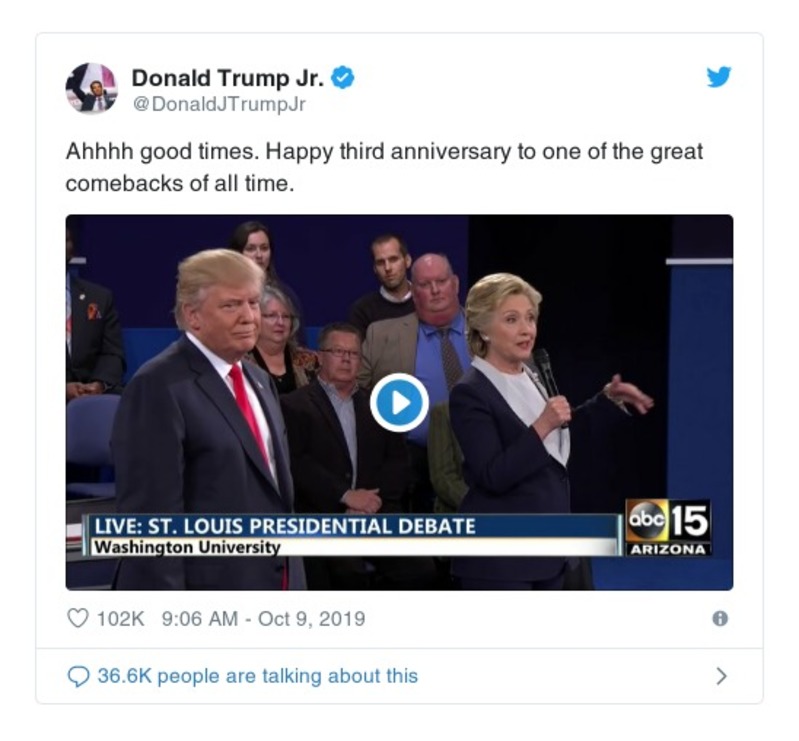 Donald Trump Jr.
@DonaldJTrumpJr
Ahhhh good times. Happy third anniversary to one of the great
comebacks of all time.
LIVE: ST. LOUIS PRESIDENTIAL DEBATE
Washington University
abc 15
ARIZONA
102K 9:06 AM - Oct 9, 2019
36.6K people are talking about this